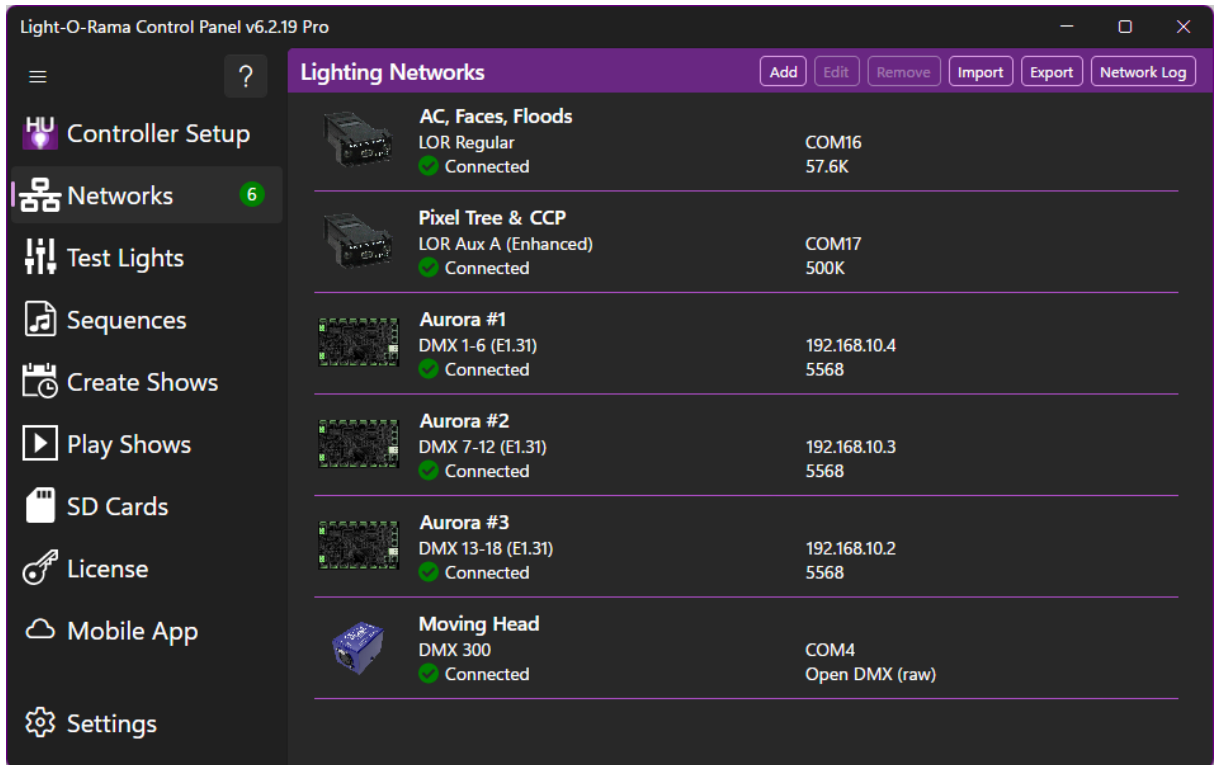 Light-O-Rama Control Panel v6.2.19 Pro
?
Lighting Networks
Add
Edit
Remove
Import
Export
Network Log
HU
Controller Setup
Networks
6
Test Lights
Sequences
Create Shows
Play Shows
SD Cards
License
Mobile App
Settings
AC, Faces, Floods
LOR Regular
COM16
Connected
57.6K
Pixel Tree & CCP
LOR Aux A (Enhanced)
COM17
Connected
500K
Aurora #1
DMX 1-6 (E1.31)
192.168.10.4
Connected
5568
Aurora #2
DMX 7-12 (E1.31)
192.168.10.3
Connected
5568
Aurora #3
DMX 13-18 (E1.31)
192.168.10.2
Connected
5568
Moving Head
DMX 300
COM4
Connected
Open DMX (raw)